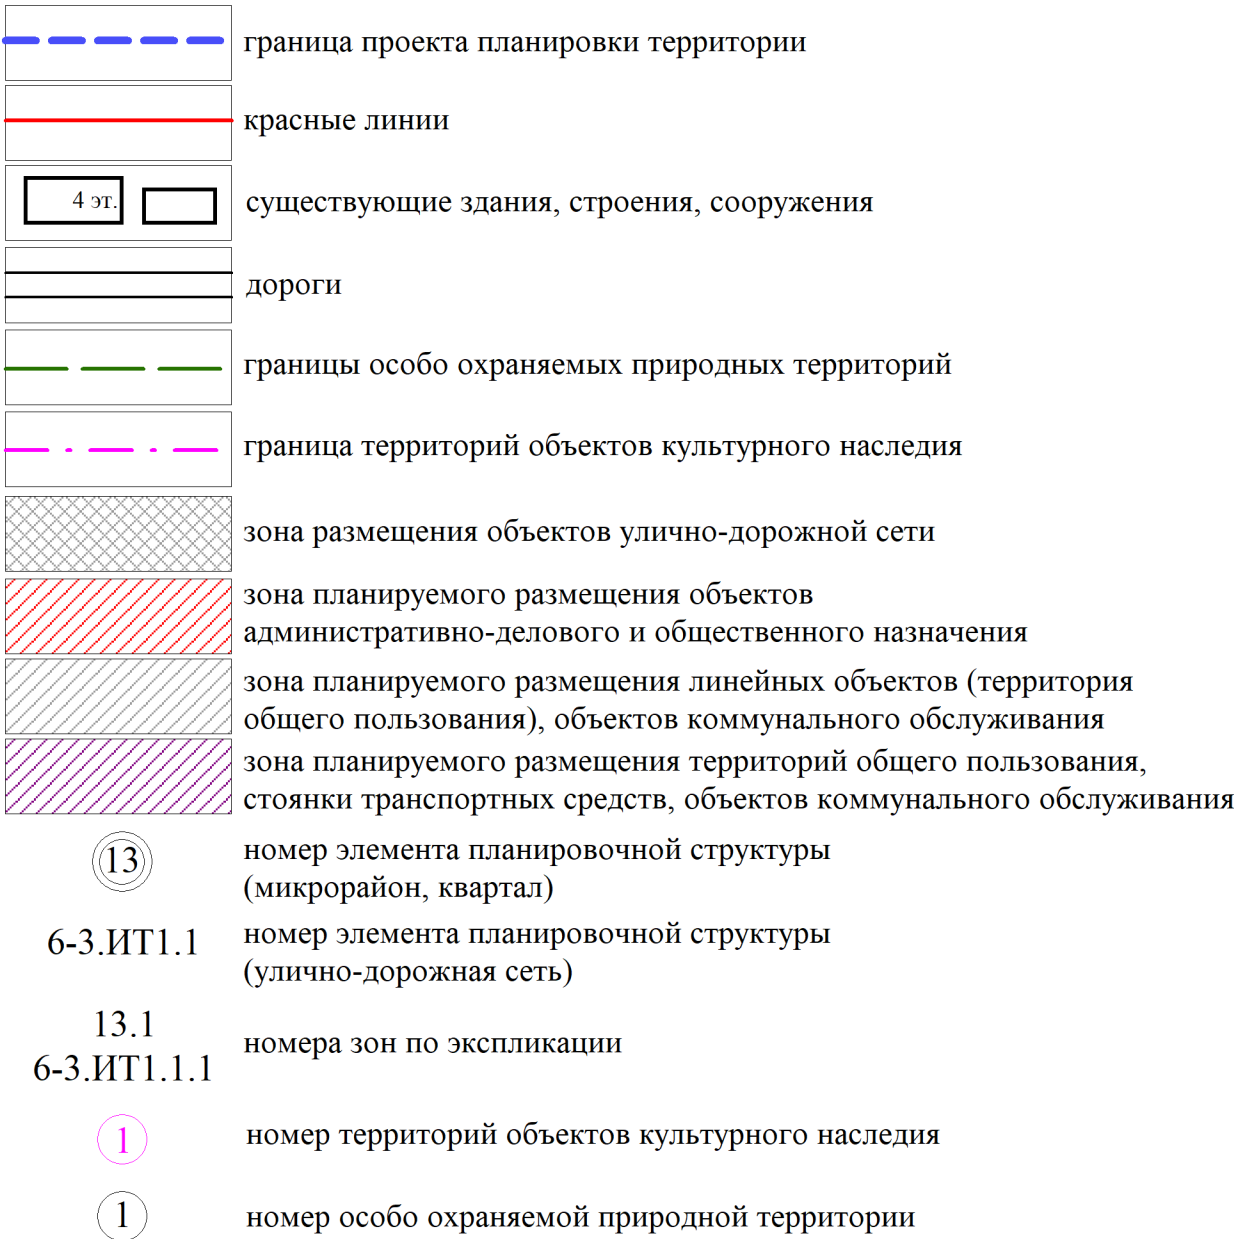 граница проекта планировки территории
красные линии
4 эт.
существующие здания, строения, сооружения
дороги
границы особо охраняемых природных территорий
граница территорий объектов культурного наследия
зона размещения объектов улично-дорожной сети
зона планируемого размещения объектов
административно-делового и общественного назначения
зона планируемого размещения линейных объектов (территория
общего пользования), объектов коммунального обслуживания
зона планируемого размещения территорий общего пользования,
стоянки транспортных средств, объектов коммунального обслуживания
13
номер элемента планировочной структуры
(микрорайон, квартал)
6-3.ИТ1.1
номер элемента планировочной структуры
(улично-дорожная сеть)
13.1
6-3.ИТ1.1.1
номера зон по экспликации
1
номер территорий объектов культурного наследия
1
номер особо охраняемой природной территории